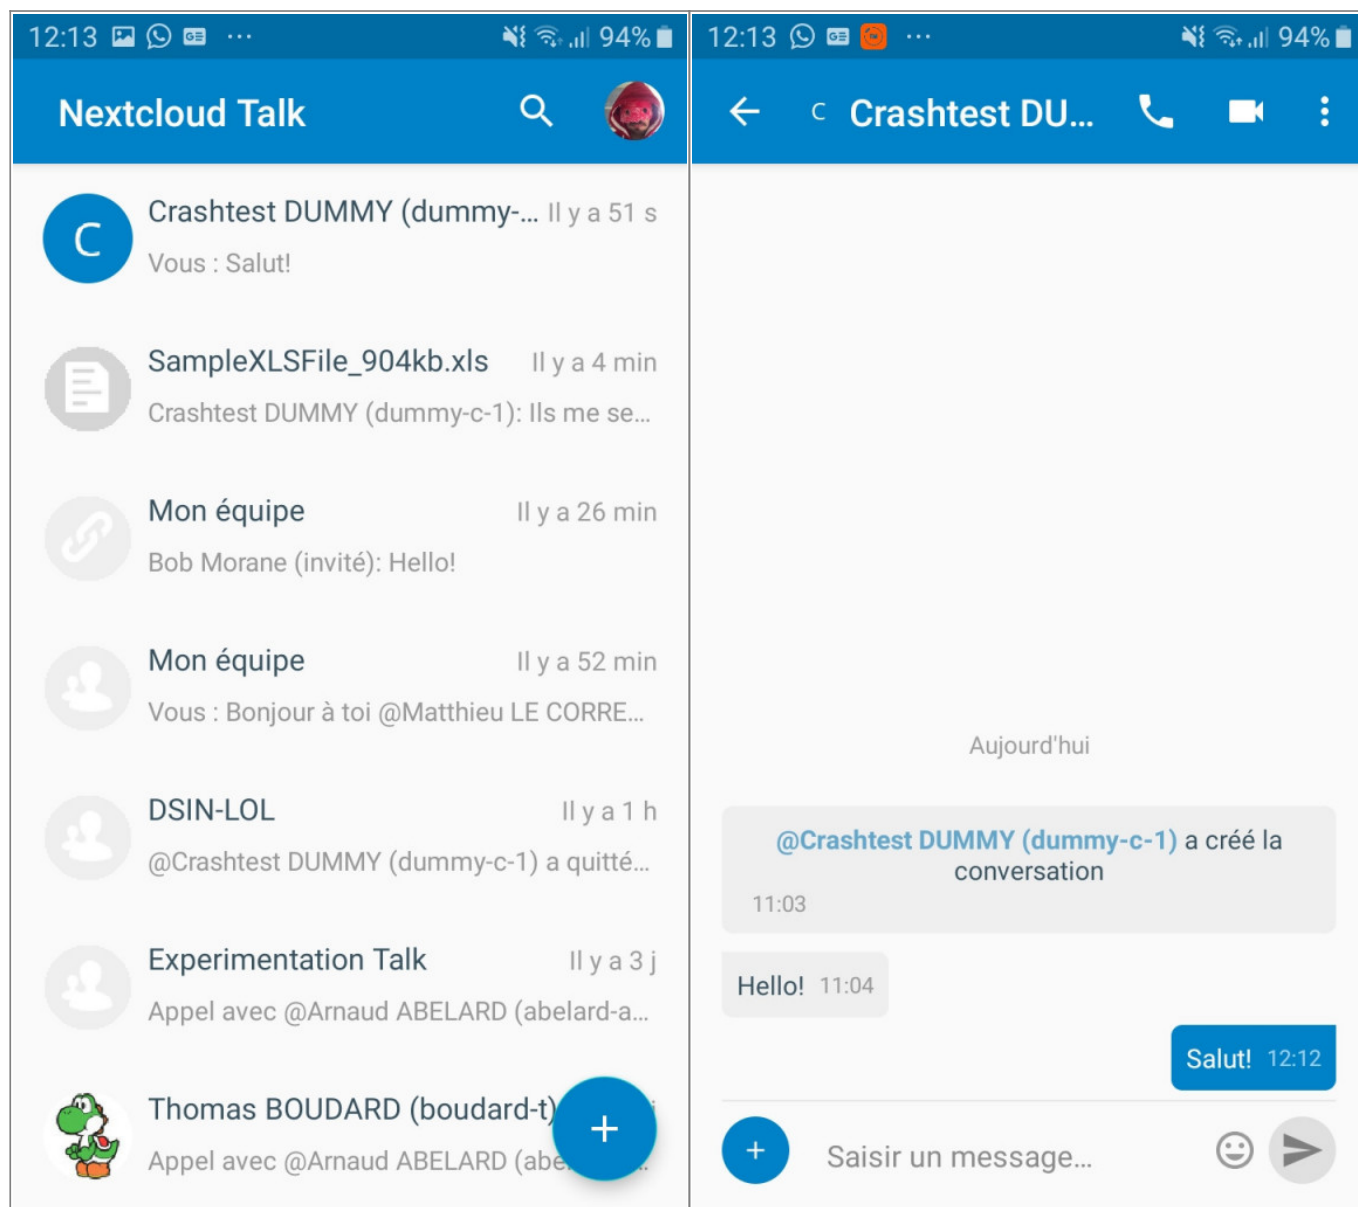 12:13 94%
Nextcloud Talk
C
Crashtest DUMMY (dummy-... Il y a 51 s
Vous : Salut!
SampleXLSFile_904kb.xls Il y a 4 min
Crashtest DUMMY (dummy-c-1): Ils me se...
Mon équipe Il y a 26 min
Bob Morane (invité): Hello!
Mon équipe Il y a 52 min
Vous : Bonjour à toi @Matthieu LE CORRE...
DSIN-LOL Il y a 1 h
@Crashtest DUMMY (dummy-c-1) a quitté...
Experimentation Talk Il y a 3 j
Appel avec @Arnaud ABELARD (abelard-a...
Thomas BOUDARD (boudard-t)
Appel avec @Arnaud ABELARD
12:13 94%
C Crashtest DU...
Aujourd'hui
@Crashtest DUMMY (dummy-c-1) a créé la
conversation
11:03
Hello! 11:04
Salut! 12:12
Saisir un message...